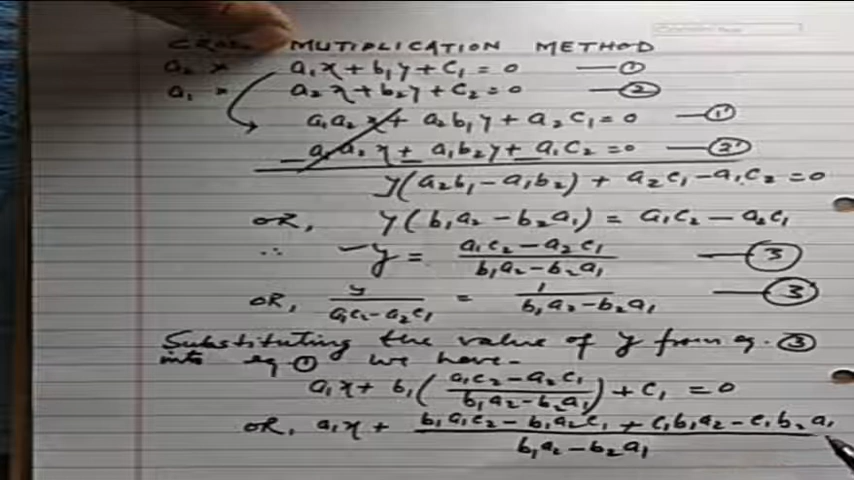 CROSS MUTIPLICATION METHOD
a₂ × a₁x + b₁y + c₁ = 0 —①
a₁ × a₂x + b₂y + c₂ = 0 —②
a₁a₂x + a₂b₁y + a₂c₁ = 0 —①'
— a₁a₂x + a₁b₂y + a₁c₂ = 0 —②'
y(a₂b₁ - a₁b₂) + a₂c₁ - a₁c₂ = 0
OR, y(b₁a₂ - b₂a₁) = a₁c₂ - a₂c₁
∴ y = (a₁c₂ - a₂c₁)/(b₁a₂ - b₂a₁) —③
OR, y/(a₁c₂ - a₂c₁) = 1/(b₁a₂ - b₂a₁) —③
Substituting the value of y from eq. ③
into eq ① we have -
a₁x + b₁((a₁c₂ - a₂c₁)/(b₁a₂ - b₂a₁)) + c₁ = 0
OR, a₁x + (b₁a₁c₂ - b₁a₂c₁ + c₁b₁a₂ - c₁b₂a₁)/(b₁a₂ - b₂a₁)